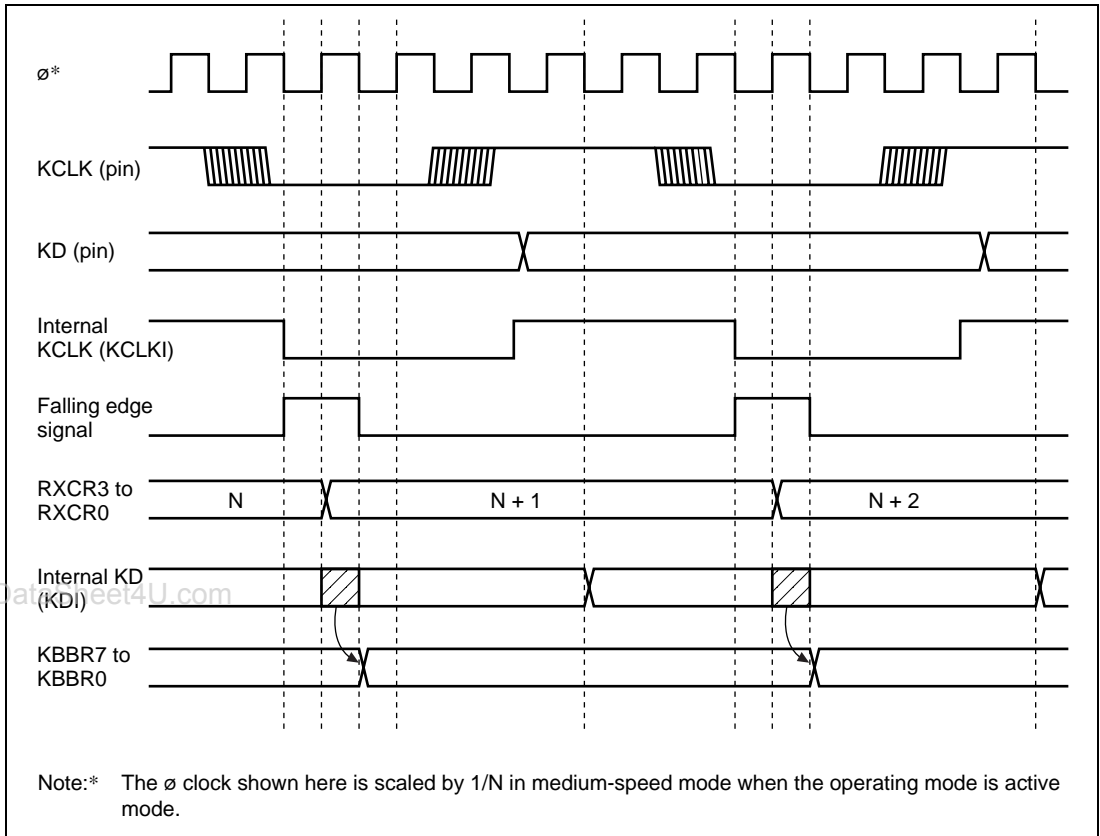 ø*
KCLK (pin)
KD (pin)
Internal
KCLK (KCLKI)
Falling edge
signal
RXCR3 to
RXCR0
N
N + 1
N + 2
Internal KD
(KDI)
DataSheet4U.com
KBBR7 to
KBBR0
Note:* The ø clock shown here is scaled by 1/N in medium-speed mode when the operating mode is active
mode.